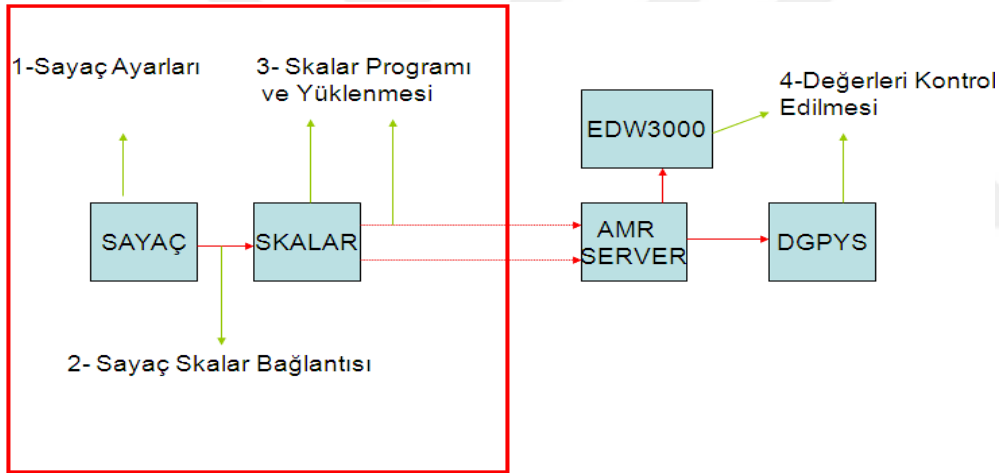 1-Sayaç Ayarları
3- Skalar Programı
ve Yüklenmesi
4-Değerleri Kontrol
Edilmesi
EDW3000
SAYAÇ
SKALAR
AMR
SERVER
DGPYS
2- Sayaç Skalar Bağlantısı